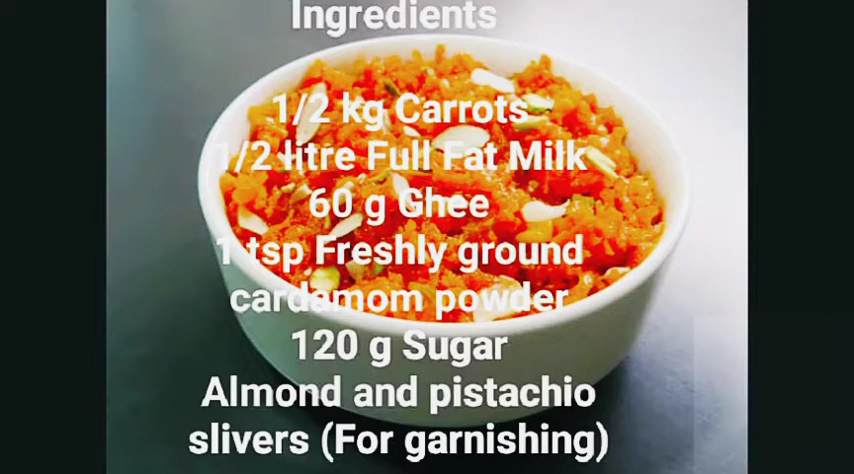 Ingredients
1/2 kg Carrots
1/2 litre Full Fat Milk
60 g Ghee
1 tsp Freshly ground
cardamom powder
120 g Sugar
Almond and pistachio
slivers (For garnishing)